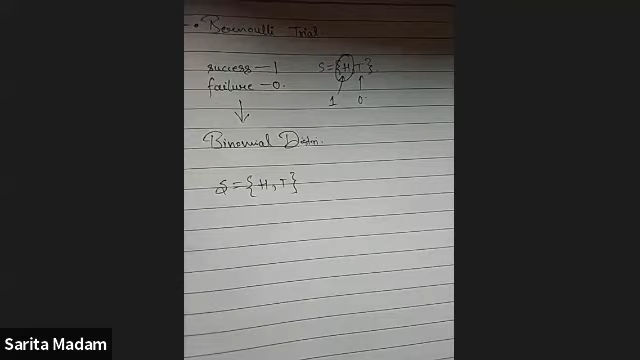 • Bernoulli Trial.
success – 1 S = {H, T}
failure – 0. 1 0
↓
Binomial Distn.
S = {H, T}
Sarita Madam